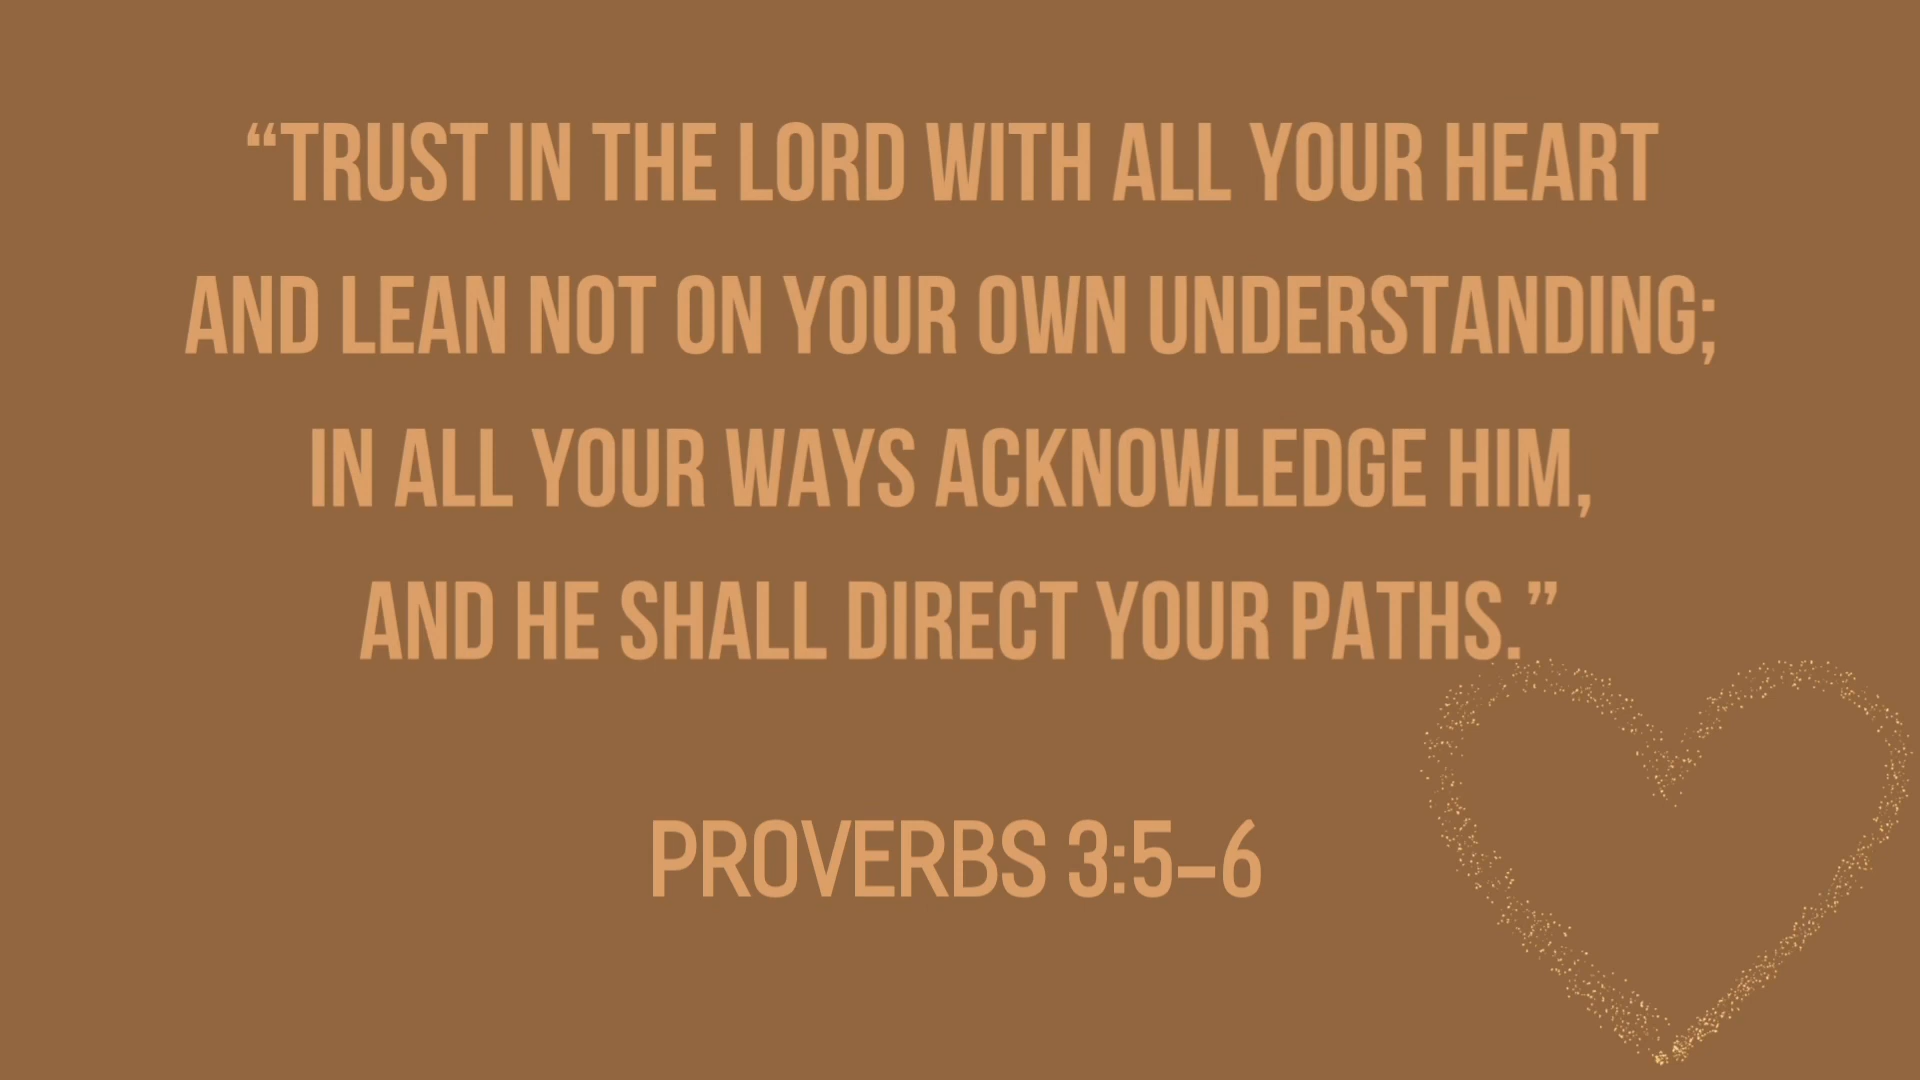 “TRUST IN THE LORD WITH ALL YOUR HEART
AND LEAN NOT ON YOUR OWN UNDERSTANDING;
IN ALL YOUR WAYS ACKNOWLEDGE HIM,
AND HE SHALL DIRECT YOUR PATHS.”
PROVERBS 3:5–6